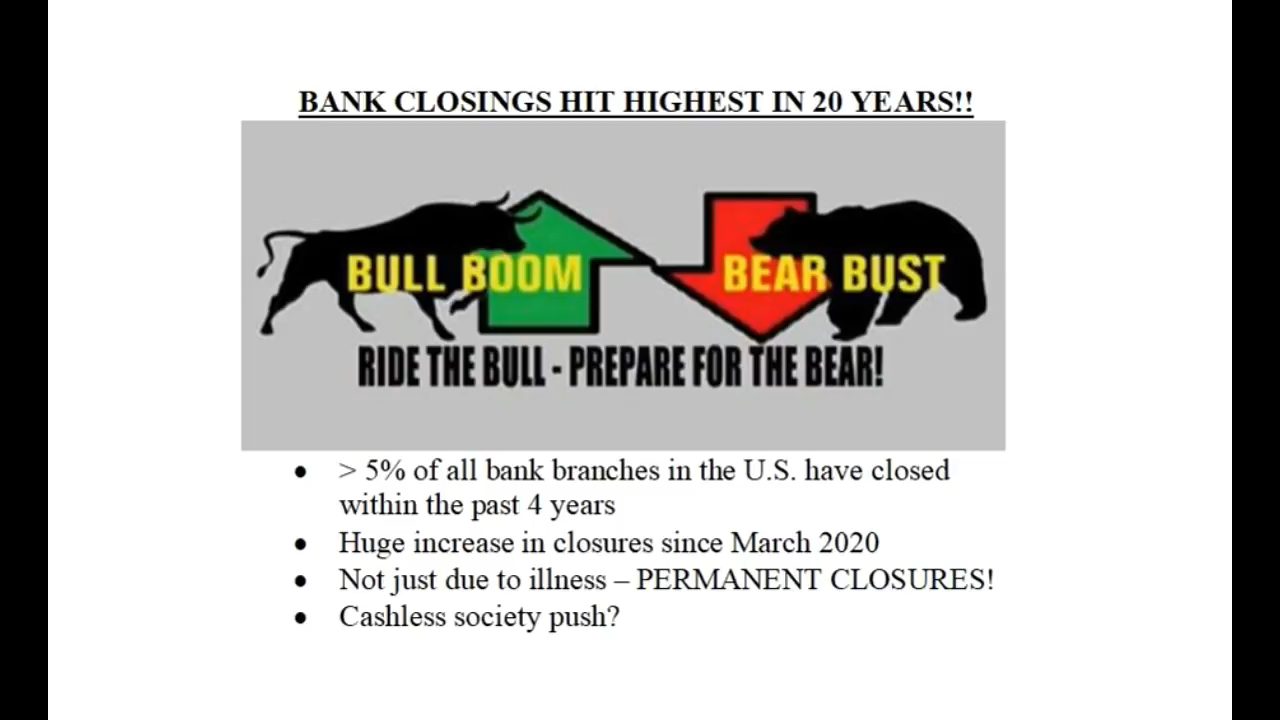 BANK CLOSINGS HIT HIGHEST IN 20 YEARS!!
BULL BOOM BEAR BUST
RIDE THE BULL - PREPARE FOR THE BEAR!
• > 5% of all bank branches in the U.S. have closed
within the past 4 years
• Huge increase in closures since March 2020
• Not just due to illness – PERMANENT CLOSURES!
• Cashless society push?